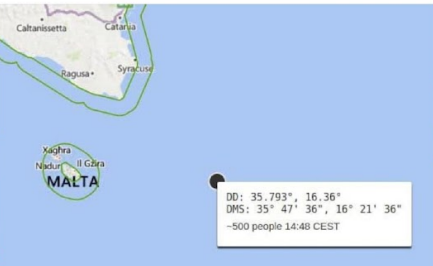 Caltanissetta
Catania
Ragusa
Syracuse
Xagħra
Nadur
Il Gżira
MALTA
DD: 35.793°, 16.36°
DMS: 35° 47' 36", 16° 21' 36"
~500 people 14:48 CEST